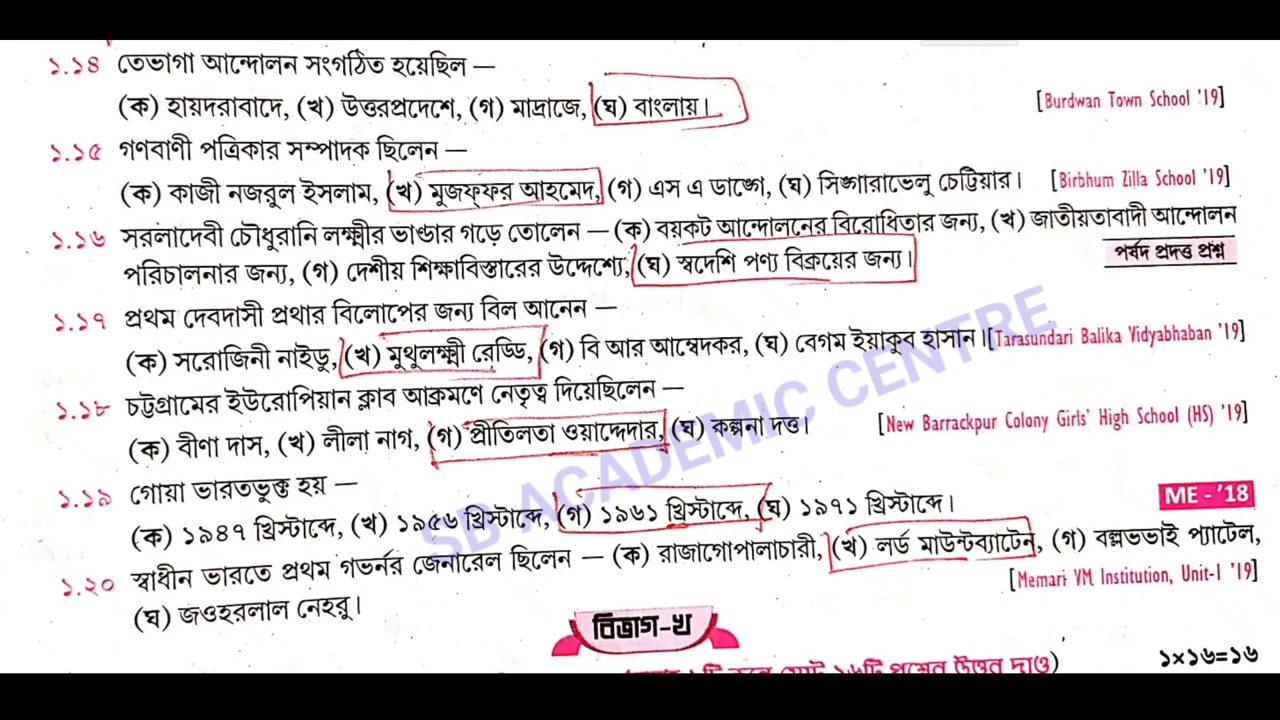 ১.১৪ তেভাগা আন্দোলন সংগঠিত হয়েছিল —
(ক) হায়দরাবাদে, (খ) উত্তরপ্রদেশে, (গ) মাদ্রাজে, (ঘ) বাংলায়। [Burdwan Town School '19]
১.১৫ গণবাণী পত্রিকার সম্পাদক ছিলেন —
(ক) কাজী নজরুল ইসলাম, (খ) মুজফ্‌ফর আহমেদ, (গ) এস এ ডাঙ্গে, (ঘ) সিঙ্গারাভেলু চেট্টিয়ার। [Birbhum Zilla School '19]
১.১৬ সরলাদেবী চৌধুরানি লক্ষ্মীর ভাণ্ডার গড়ে তোলেন — (ক) বয়কট আন্দোলনের বিরোধিতার জন্য, (খ) জাতীয়তাবাদী আন্দোলন
পরিচালনার জন্য, (গ) দেশীয় শিক্ষাবিস্তারের উদ্দেশ্যে, (ঘ) স্বদেশি পণ্য বিক্রয়ের জন্য। পর্ষদ প্রদত্ত প্রশ্ন
১.১৭ প্রথম দেবদাসী প্রথার বিলোপের জন্য বিল আনেন —
(ক) সরোজিনী নাইডু, (খ) মুথুলক্ষ্মী রেড্ডি, (গ) বি আর আম্বেদকর, (ঘ) বেগম ইয়াকুব হাসান। [Tarasundari Balika Vidyabhaban '19]
১.১৮ চট্টগ্রামের ইউরোপিয়ান ক্লাব আক্রমণে নেতৃত্ব দিয়েছিলেন —
(ক) বীণা দাস, (খ) লীলা নাগ, (গ) প্রীতিলতা ওয়াদ্দেদার, (ঘ) কল্পনা দত্ত। [New Barrackpur Colony Girls' High School (HS) '19]
১.১৯ গোয়া ভারতভুক্ত হয় —
(ক) ১৯৪৭ খ্রিস্টাব্দে, (খ) ১৯৫৬ খ্রিস্টাব্দে, (গ) ১৯৬১ খ্রিস্টাব্দে, (ঘ) ১৯৭১ খ্রিস্টাব্দে। ME - '18
১.২০ স্বাধীন ভারতে প্রথম গভর্নর জেনারেল ছিলেন — (ক) রাজাগোপালাচারী, (খ) লর্ড মাউন্টব্যাটেন, (গ) বল্লভভাই প্যাটেল,
(ঘ) জওহরলাল নেহরু। [Memari VM Institution, Unit-I '19]
বিভাগ-খ
১×১৬=১৬
SB ACADEMIC CENTRE